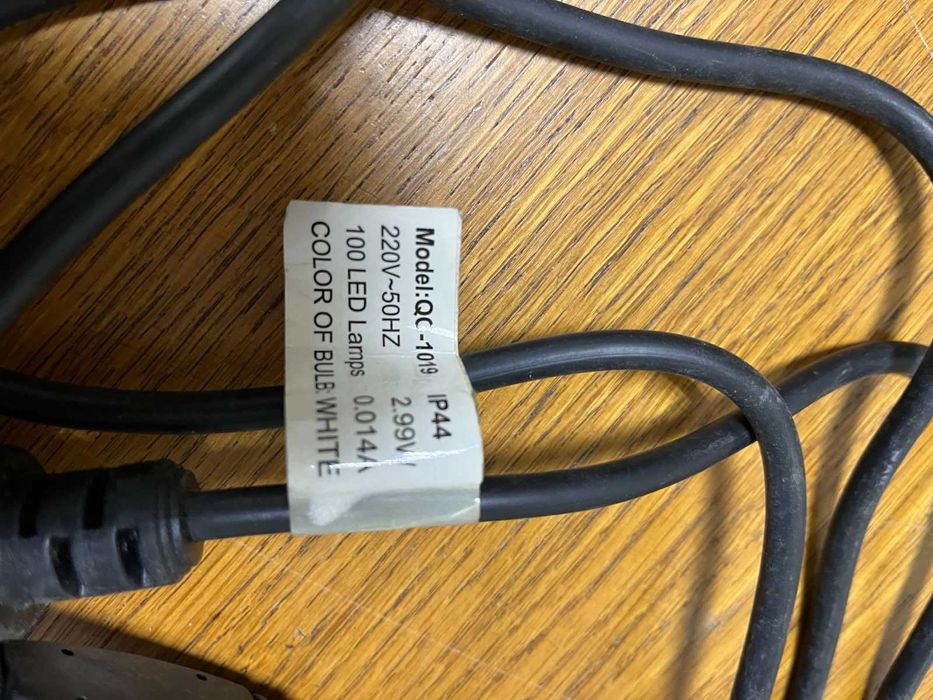 Model:QC-1019 IP44
220V~50HZ 2.99W
100 LED Lamps 0.014A
COLOR OF BULB:WHITE